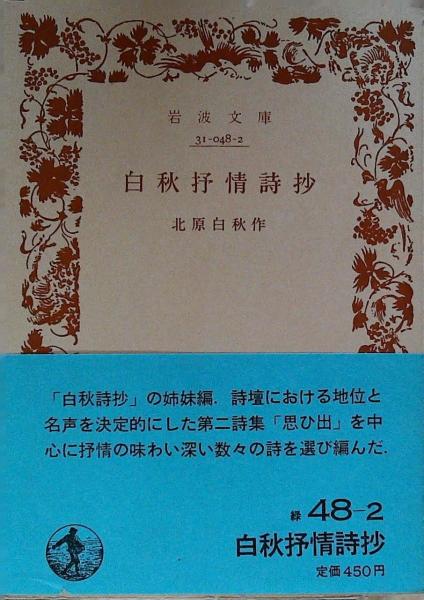 岩波文庫
31-048-2
白秋抒情詩抄
北原白秋作
「白秋詩抄」の姉妹編．詩壇における地位と
名声を決定的にした第二詩集「思ひ出」を中
心に抒情の味わい深い数々の詩を選び編んだ．
緑 48-2
白秋抒情詩抄
定価450円